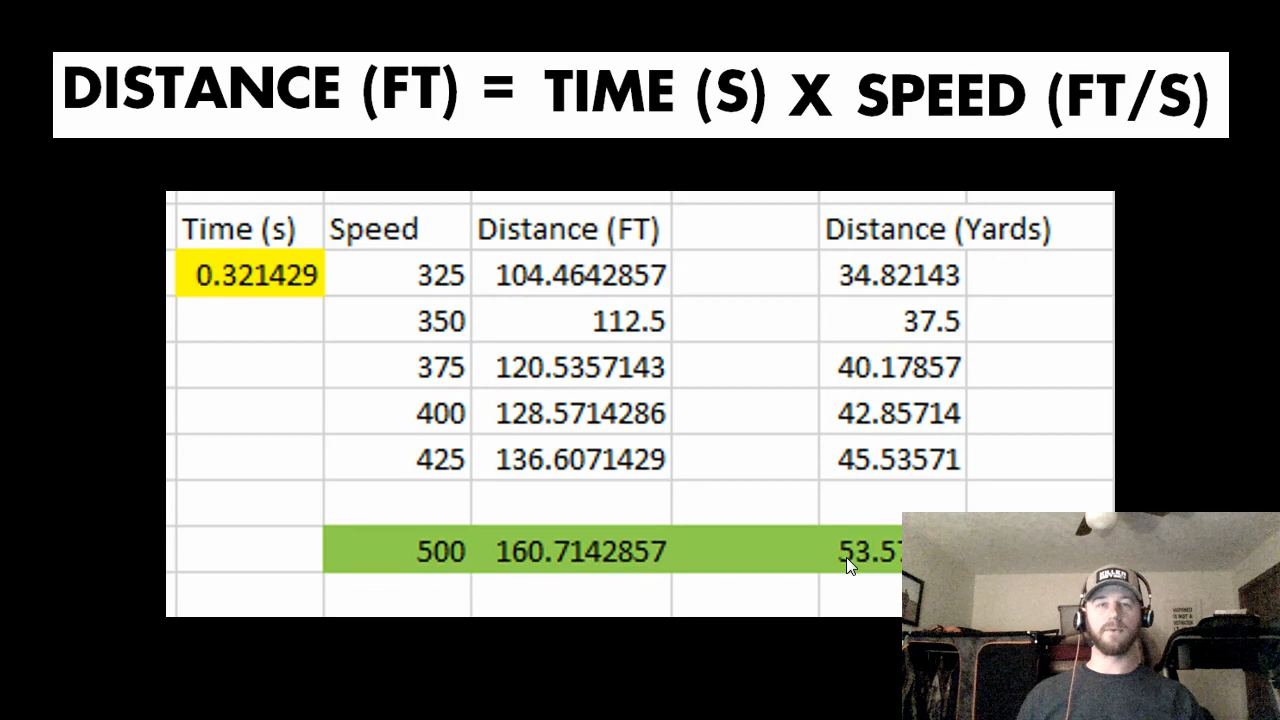 DISTANCE (FT) = TIME (S) X SPEED (FT/S)
Time (s) Speed Distance (FT) Distance (Yards)
0.321429 325 104.4642857 34.82143
350 112.5 37.5
375 120.5357143 40.17857
400 128.5714286 42.85714
425 136.6071429 45.53571
500 160.7142857 53.57